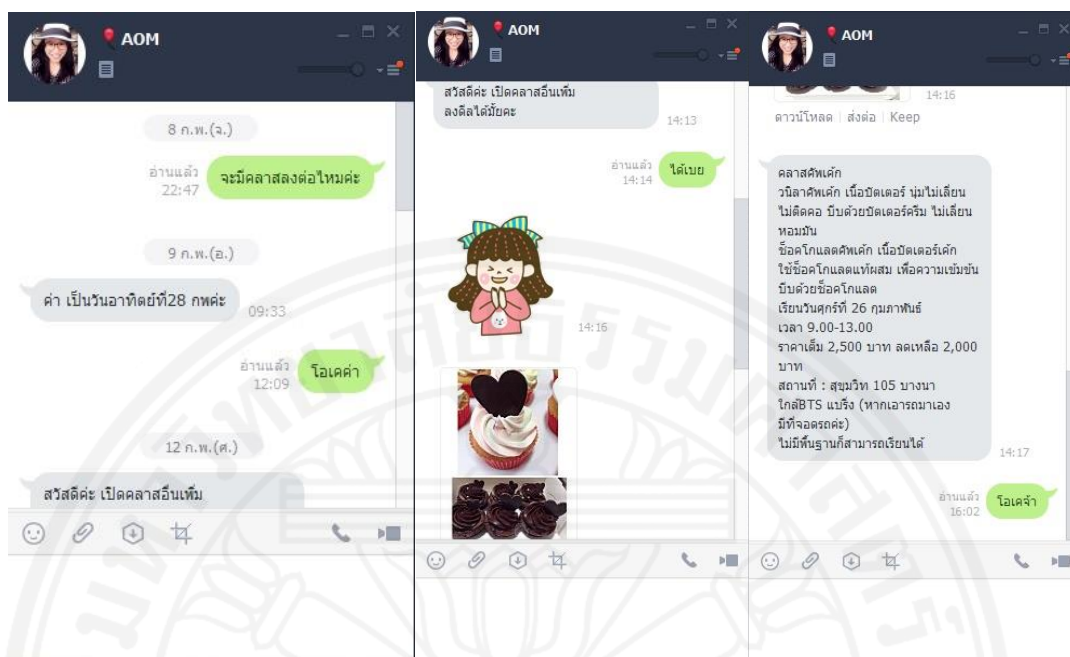 AOM
8 ก.พ.(จ.)
อ่านแล้ว
22:47
จะมีคลาสลงต่อไหมค่ะ
9 ก.พ.(อ.)
ค่า เป็นวันอาทิตย์ที่28 กพค่ะ
09:33
อ่านแล้ว
12:09
โอเคค่า
12 ก.พ.(ศ.)
สวัสดีค่ะ เปิดคลาสอื่นเพิ่ม
AOM
สวัสดีค่ะ เปิดคลาสอื่นเพิ่ม
ลงดีลได้มั้ยคะ
14:13
อ่านแล้ว
14:14
ได้เบย
14:16
AOM
14:16
ดาวน์โหลด | ส่งต่อ | Keep
คลาสคัพเค้ก
วนิลาคัพเค้ก เนื้อบัตเตอร์ นุ่มไม่เลี่ยน
ไม่ติดคอ บีบด้วยบัตเตอร์ครีม ไม่เลี่ยน
หอมมัน
ช็อคโกแลตคัพเค้ก เนื้อบัตเตอร์เค้ก
ใช้ช็อคโกแลตแท้ผสม เพื่อความเข้มข้น
บีบด้วยช็อคโกแลต
เรียนวันศุกร์ที่ 26 กุมภาพันธ์
เวลา 9.00-13.00
ราคาเต็ม 2,500 บาท ลดเหลือ 2,000
บาท
สถานที่ : สุขุมวิท 105 บางนา
ใกล้BTS แบริ่ง (หากเอารถมาเอง
มีที่จอดรถค่ะ)
ไม่มีพื้นฐานก็สามารถเรียนได้
14:17
อ่านแล้ว
16:02
โอเคจ้า